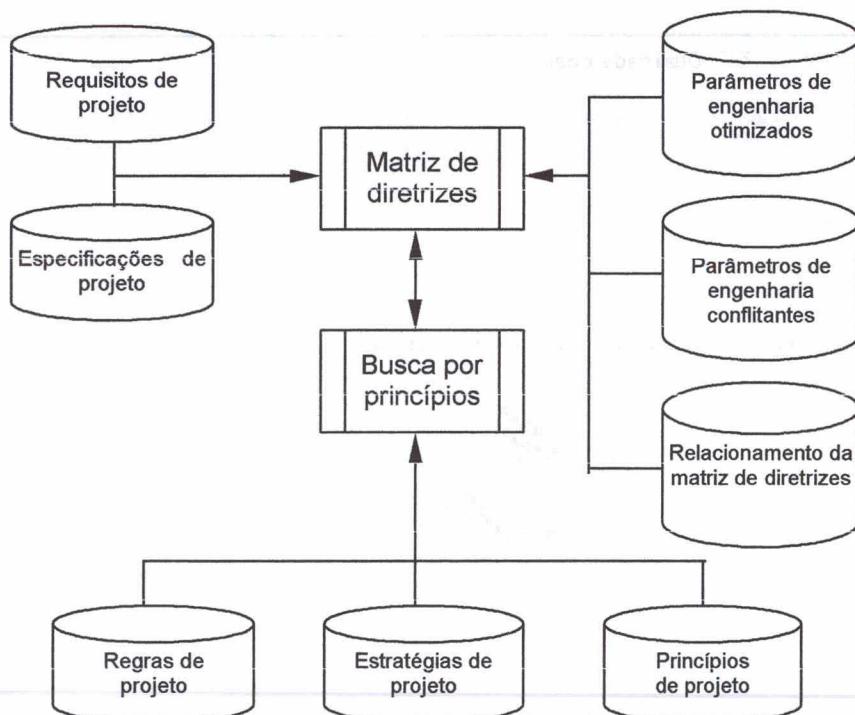 Requisitos de
projeto
Especificações de
projeto
Matriz de
diretrizes
Busca por
princípios
Parâmetros de
engenharia
otimizados
Parâmetros de
engenharia
conflitantes
Relacionamento da
matriz de diretrizes
Regras de
projeto
Estratégias de
projeto
Princípios
de projeto